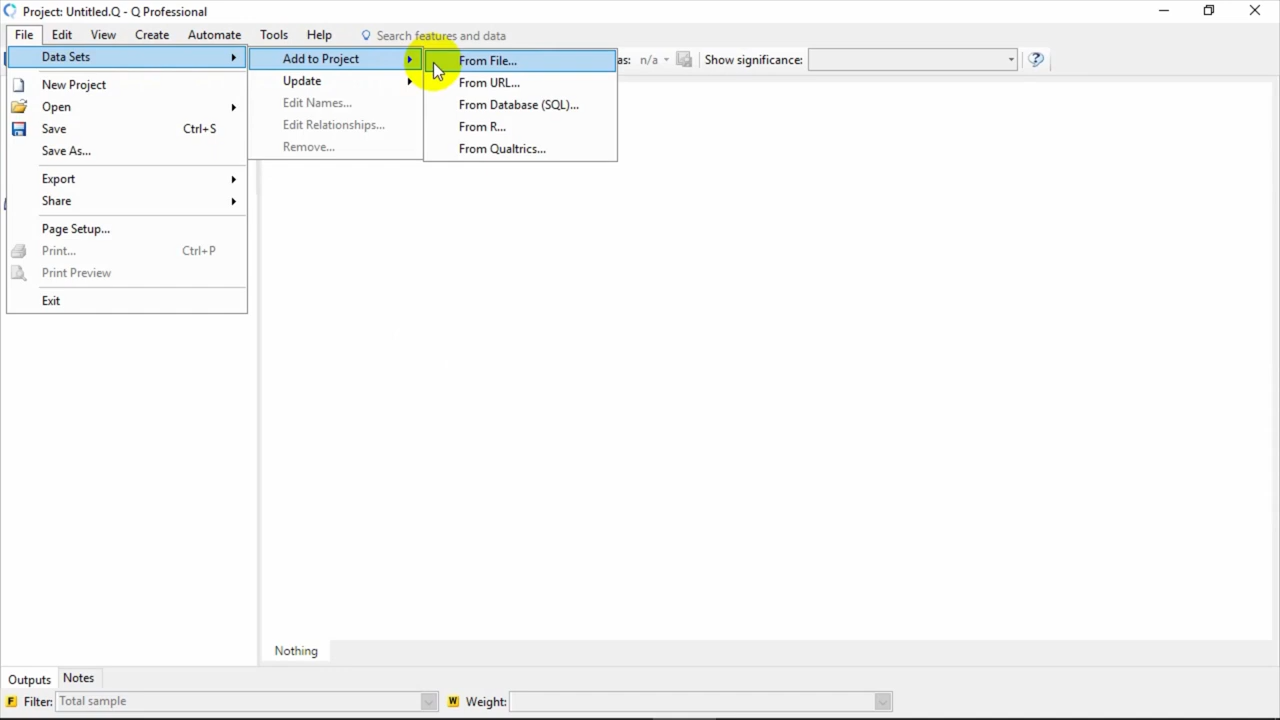 Project: Untitled.Q - Q Professional
File Edit View Create Automate Tools Help Search features and data
Data Sets
New Project
Open
Save Ctrl+S
Save As...
Export
Share
Page Setup...
Print... Ctrl+P
Print Preview
Exit
Add to Project
Update
Edit Names...
Edit Relationships...
Remove...
From File...
From URL...
From Database (SQL)...
From R...
From Qualtrics...
as: n/a Show significance:
Nothing
Outputs Notes
F Filter: Total sample W Weight: